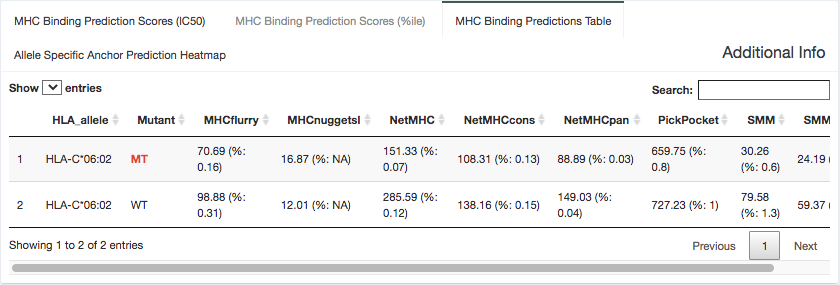 MHC Binding Prediction Scores (IC50) MHC Binding Prediction Scores (%ile) MHC Binding Predictions Table
Allele Specific Anchor Prediction Heatmap Additional Info
Show entries Search:
HLA_allele Mutant MHCflurry MHCnuggetsI NetMHC NetMHCcons NetMHCpan PickPocket SMM SMM
1 HLA-C*06:02 MT 70.69 (%: 0.16) 16.87 (%: NA) 151.33 (%: 0.07) 108.31 (%: 0.13) 88.89 (%: 0.03) 659.75 (%: 0.8) 30.26 (%: 0.6) 24.19 (
2 HLA-C*06:02 WT 98.88 (%: 0.31) 12.01 (%: NA) 285.59 (%: 0.12) 138.16 (%: 0.15) 149.03 (%: 0.04) 727.23 (%: 1) 79.58 (%: 1.3) 59.37 (
Showing 1 to 2 of 2 entries Previous 1 Next